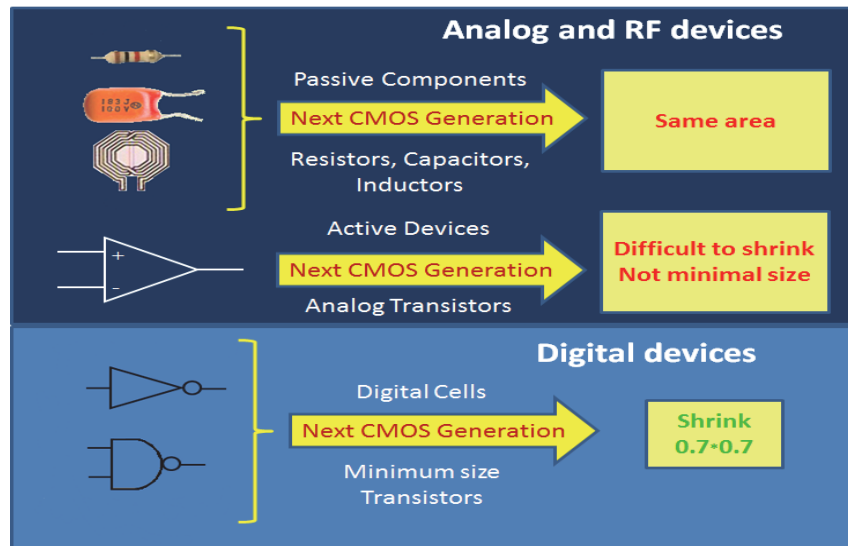 Analog and RF devices
183J
100V
Passive Components
Next CMOS Generation
Resistors, Capacitors,
Inductors
Same area
+
-
Active Devices
Next CMOS Generation
Analog Transistors
Difficult to shrink
Not minimal size
Digital devices
Digital Cells
Next CMOS Generation
Minimum size
Transistors
Shrink
0.7*0.7